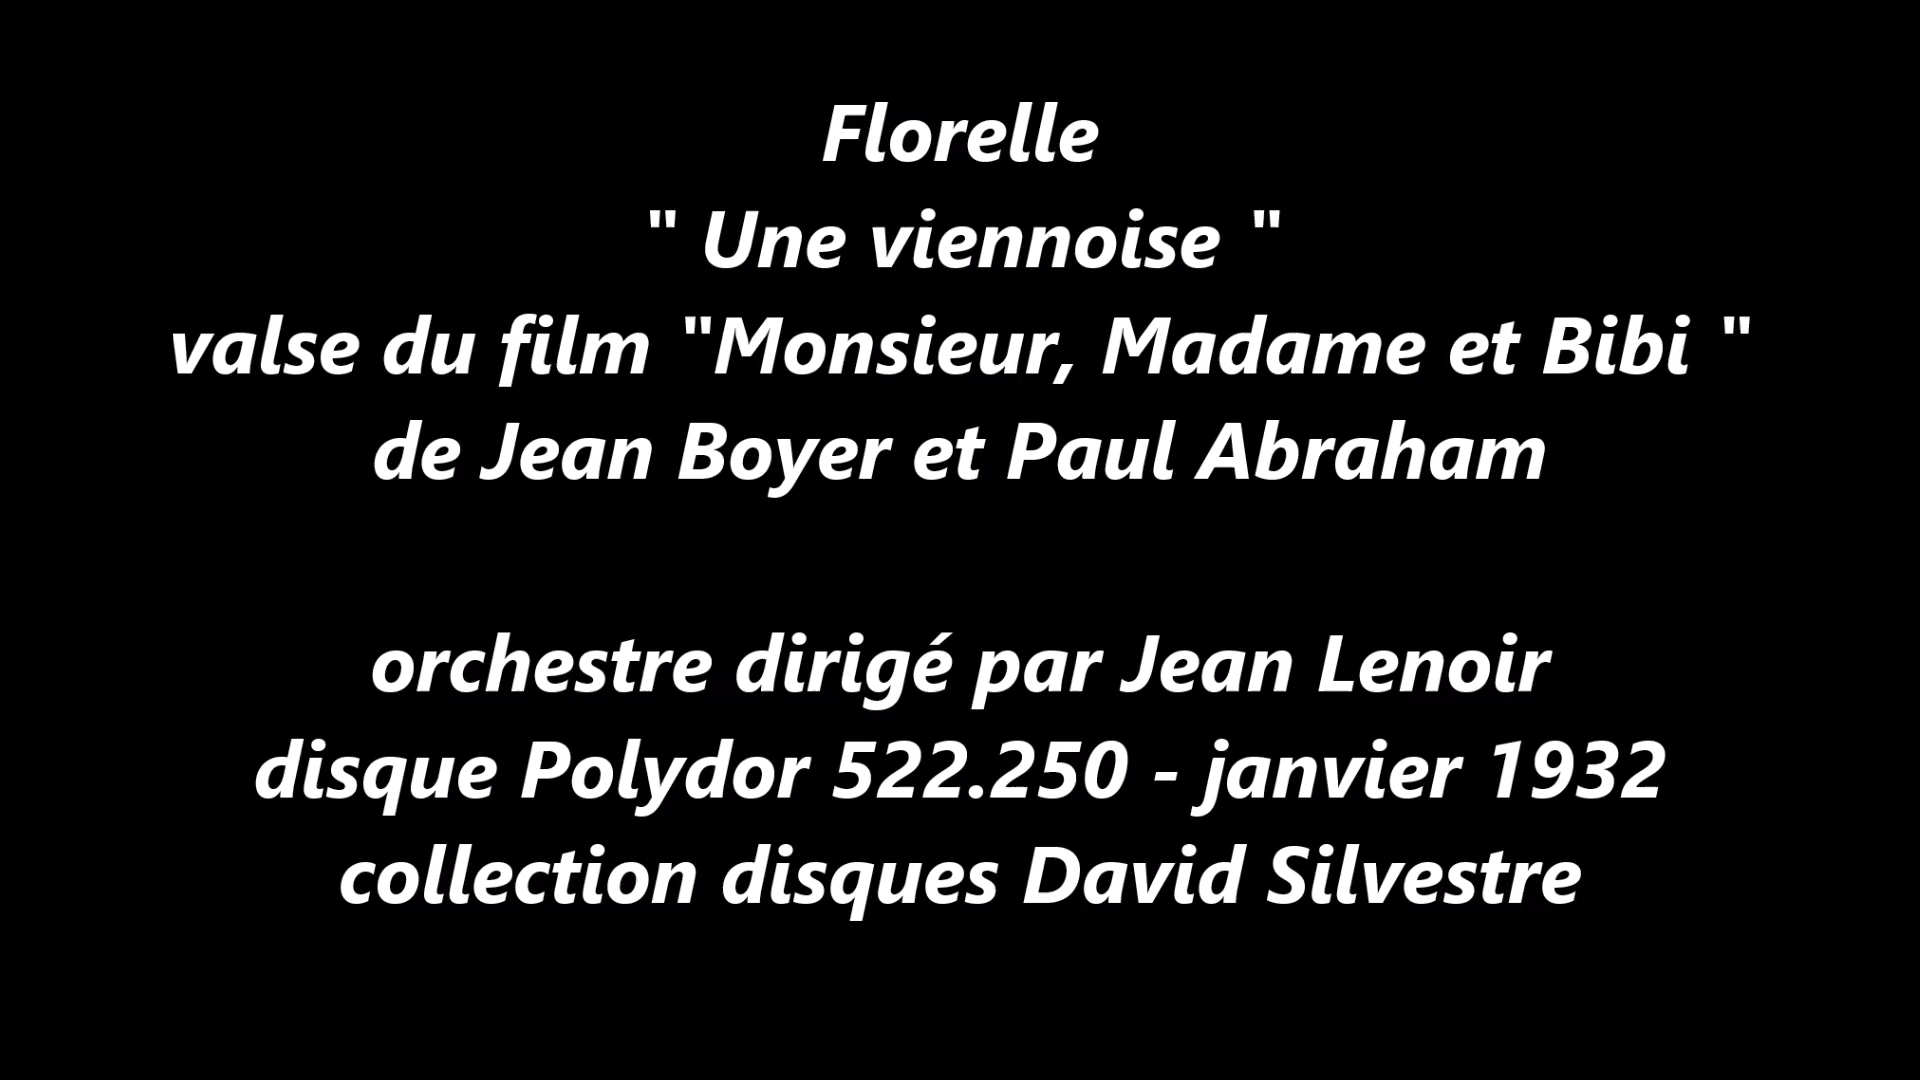 Florelle
" Une viennoise "
valse du film "Monsieur, Madame et Bibi "
de Jean Boyer et Paul Abraham
orchestre dirigé par Jean Lenoir
disque Polydor 522.250 - janvier 1932
collection disques David Silvestre